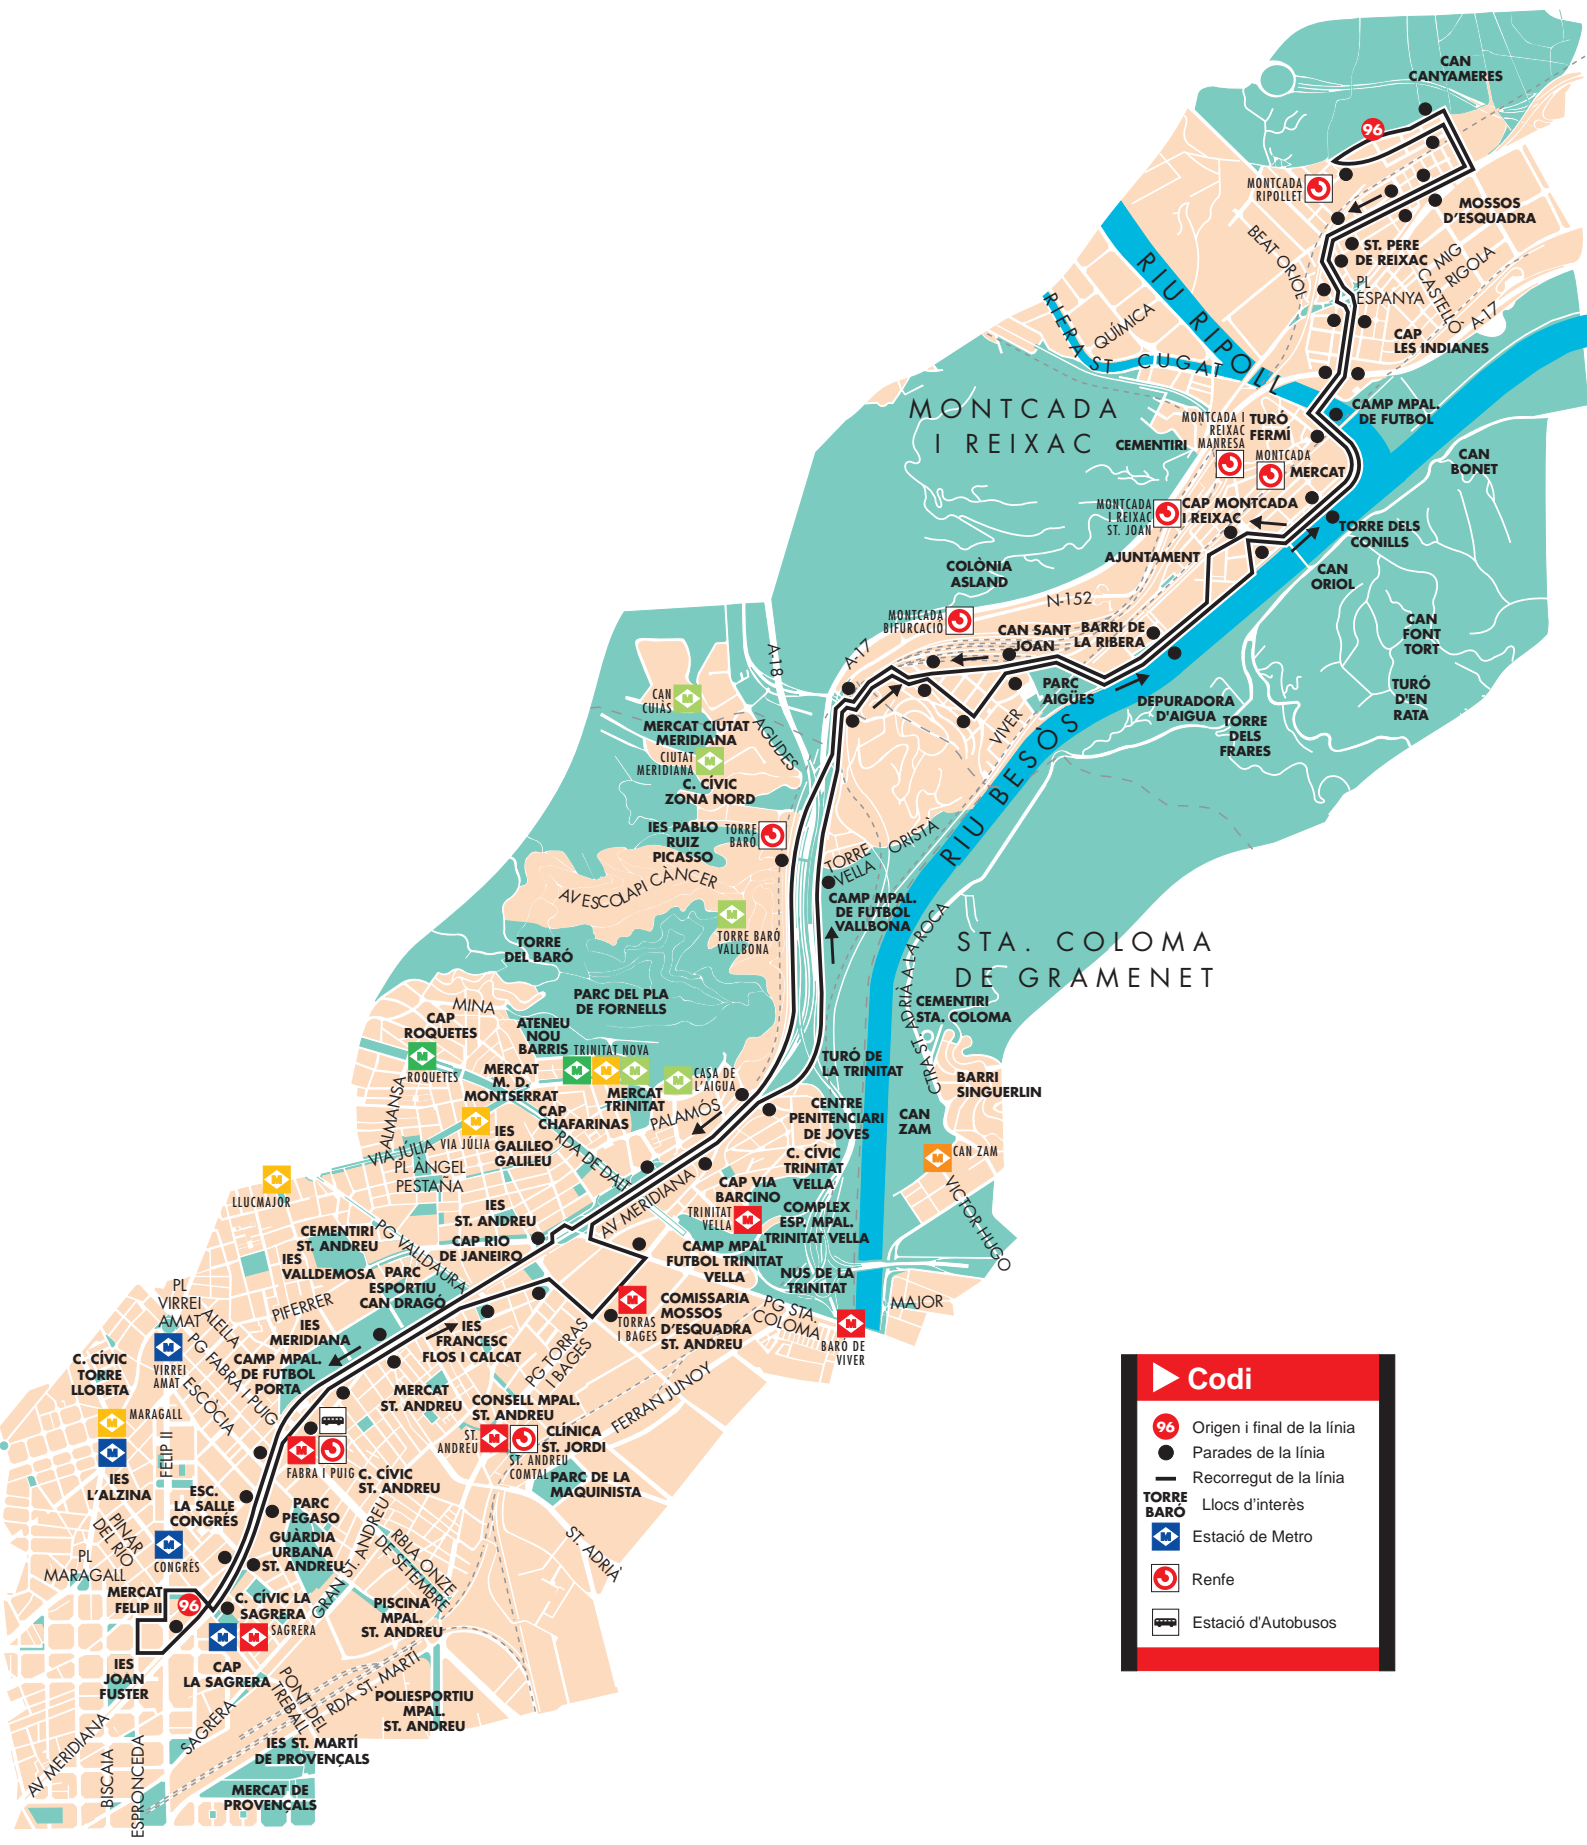 CAN
CANYAMERES
96
MONTCADA
RIPOLLET
MOSSOS
D'ESQUADRA
BEAT ORIOL
ST. PERE
DE REIXAC
MIG
RIGOLA
CASTELLÓ
PL
ESPANYA
A-17
RIU RIPOLL
RIERA ST. CUGAT
QUÍMICA
CAP
LES INDIANES
MONTCADA
I REIXAC
CAMP MPAL.
DE FUTBOL
MONTCADA I
REIXAC
MANRESA
TURÓ
FERMÍ
CEMENTIRI
MONTCADA
MERCAT
CAN
BONET
MONTCADA
I REIXAC
ST. JOAN
CAP MONTCADA
I REIXAC
TORRE DELS
CONILLS
AJUNTAMENT
COLÒNIA
ASLAND
CAN
ORIOL
N-152
MONTCADA
BIFURCACIÓ
CAN SANT
JOAN
BARRI DE
LA RIBERA
CAN
FONT
TORT
A-18
A-17
PARC
AIGÜES
TURÓ
D'EN
RATA
CAN
CUIÀS
DEPURADORA
D'AIGUA
TORRE
DELS
FRARES
VIVER
MERCAT CIUTAT
MERIDIANA
AGUDES
CIUTAT
MERIDIANA
C. CÍVIC
ZONA NORD
RIU BESÒS
IES PABLO
RUIZ
PICASSO
TORRE
BARÓ
TORRE
VELLA
ORISTÀ
AV ESCOLAPI CÀNCER
CAMP MPAL.
DE FUTBOL
VALLBONA
TORRE BARÓ
VALLBONA
TORRE
DEL BARÓ
STA. COLOMA
DE GRAMENET
CTRA ST. ADRIÀ A LA ROCA
PARC DEL PLA
DE FORNELLS
MINA
CEMENTIRI
STA. COLOMA
CAP
ROQUETES
ATENEU
NOU
BARRIS
TRINITAT NOVA
ROQUETES
MERCAT
M. D.
MONTSERRAT
CASA DE
L'AIGUA
TURÓ DE
LA TRINITAT
BARRI
SINGUERLIN
MERCAT
TRINITAT
ALMANSA
CAP
CHAFARINAS
PALAMÓS
CENTRE
PENITENCIARI
DE JOVES
CAN
ZAM
VIA JÚLIA
VIA JÚLIA
IES
GALILEO
GALILEU
RDA DE DALT
CAN ZAM
PL ÀNGEL
PESTAÑA
C. CÍVIC
TRINITAT
VELLA
LLUCMAJOR
CAP VIA
BARCINO
AV MERIDIANA
VICTOR HUGO
IES
ST. ANDREU
TRINITAT
VELLA
COMPLEX
ESP. MPAL.
TRINITAT VELLA
CEMENTIRI
ST. ANDREU
PG VALLDAURA
CAP RIO
DE JANEIRO
CAMP MPAL
FUTBOL TRINITAT
VELLA
IES
VALLDEMOSA
PARC
ESPORTIU
CAN DRAGÓ
NUS DE LA
TRINITAT
PL
VIRREI
AMAT
PIFERRER
MAJOR
TORRAS
I BAGES
COMISSARIA
MOSSOS
D'ESQUADRA
ST. ANDREU
PG STA.
COLOMA
ALELLA
IES
MERIDIANA
IES
FRANCESC
FLOS I CALCAT
BARÓ DE
VIVER
VIRREI
AMAT
PG FABRA I PUIG
CAMP MPAL.
DE FUTBOL
PORTA
PG TORRAS
I BAGES
C. CÍVIC
TORRE
LLOBETA
MERCAT
ST. ANDREU
ESCÒCIA
CONSELL MPAL.
ST. ANDREU
FERRAN JUNOY
MARAGALL
FELIP II
ST.
ANDREU
CLÍNICA
ST. JORDI
ST. ANDREU
COMTAL
FABRA I PUIG
C. CÍVIC
ST. ANDREU
PARC DE LA
MAQUINISTA
IES
L'ALZINA
ESC.
LA SALLE
CONGRÉS
PARC
PEGASO
PINAR
DEL RÍO
GUÀRDIA
URBANA
ST. ANDREU
GRAN ST. ANDREU
RBLA ONZE
DE SETEMBRE
ST. ADRIÀ
CONGRÉS
PL
MARAGALL
MERCAT
FELIP II
96
C. CÍVIC LA
SAGRERA
SAGRERA
PISCINA
MPAL.
ST. ANDREU
IES
JOAN
FUSTER
CAP
LA SAGRERA
PONT DEL
TREBALL
RDA ST. MARTÍ
POLIESPORTIU
MPAL.
ST. ANDREU
SAGRERA
AV MERIDIANA
BISCAIA
ESPRONCEDA
IES ST. MARTÍ
DE PROVENÇALS
MERCAT DE
PROVENÇALS
Codi
96 Origen i final de la línia
Parades de la línia
Recorregut de la línia
TORRE
BARÓ
Llocs d'interès
M Estació de Metro
Renfe
Estació d'Autobusos